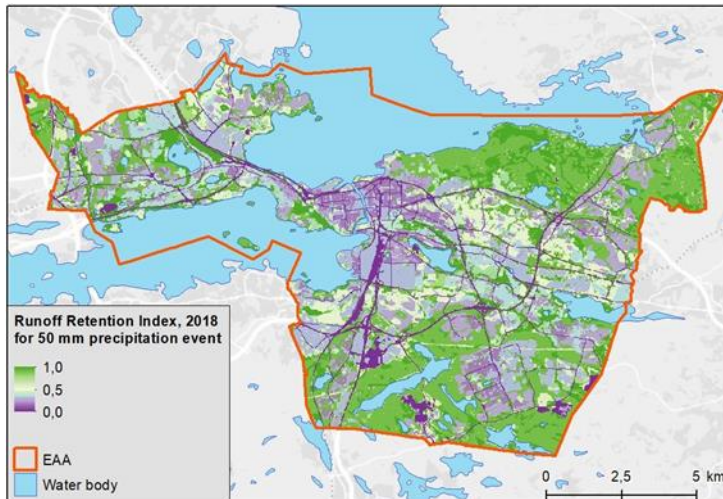 Runoff Retention Index, 2018
for 50 mm precipitation event
1,0
0,5
0,0
EAA
Water body
0 2,5 5 km